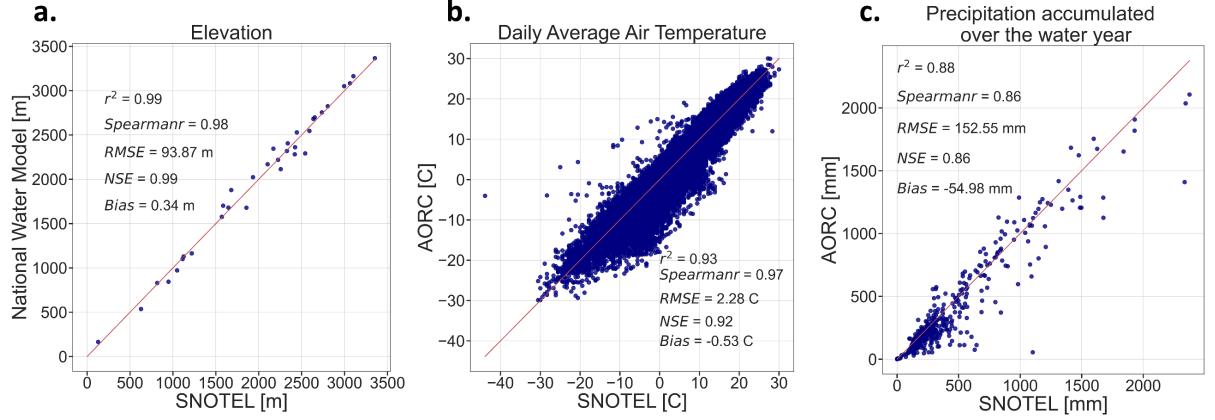 a.
Elevation
3500
3000
2500
2000
1500
1000
500
0
National Water Model [m]
r² = 0.99
Spearmanr = 0.98
RMSE = 93.87 m
NSE = 0.99
Bias = 0.34 m
0 500 1000 1500 2000 2500 3000 3500
SNOTEL [m]
b.
Daily Average Air Temperature
30
20
10
0
−10
−20
−30
−40
AORC [C]
r² = 0.93
Spearmanr = 0.97
RMSE = 2.28 C
NSE = 0.92
Bias = -0.53 C
−40 −30 −20 −10 0 10 20 30
SNOTEL [C]
c.
Precipitation accumulated
over the water year
2000
1500
1000
500
0
AORC [mm]
r² = 0.88
Spearmanr = 0.86
RMSE = 152.55 mm
NSE = 0.86
Bias = -54.98 mm
0 500 1000 1500 2000
SNOTEL [mm]